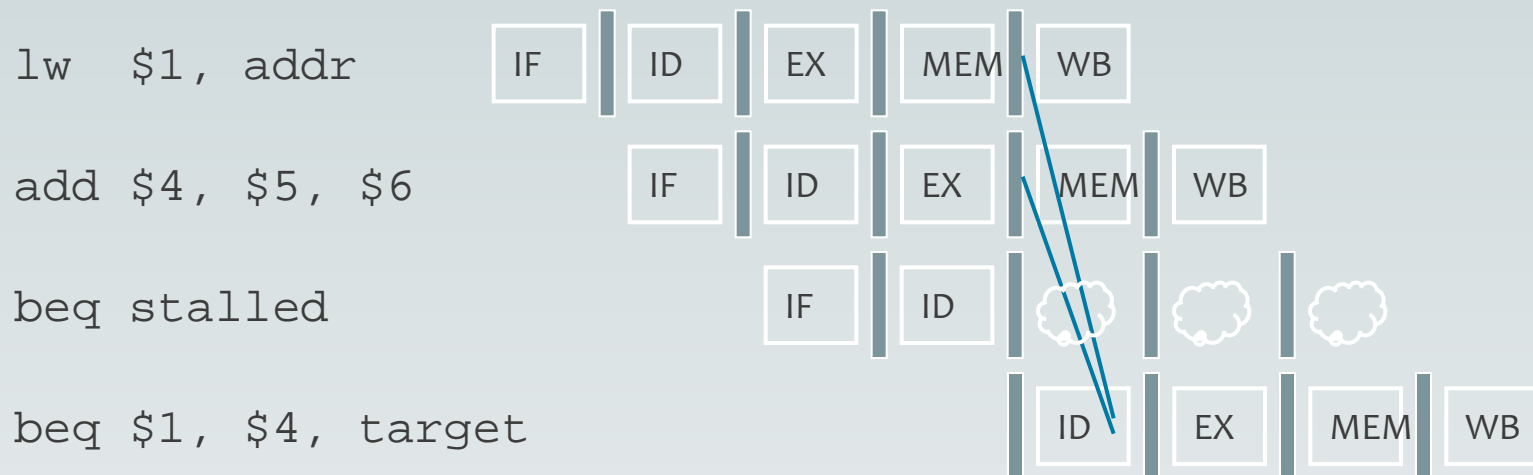 lw  $1, addr IF ID EX MEM WB
add $4, $5, $6 IF ID EX MEM WB
beq stalled IF ID
beq $1, $4, target ID EX MEM WB